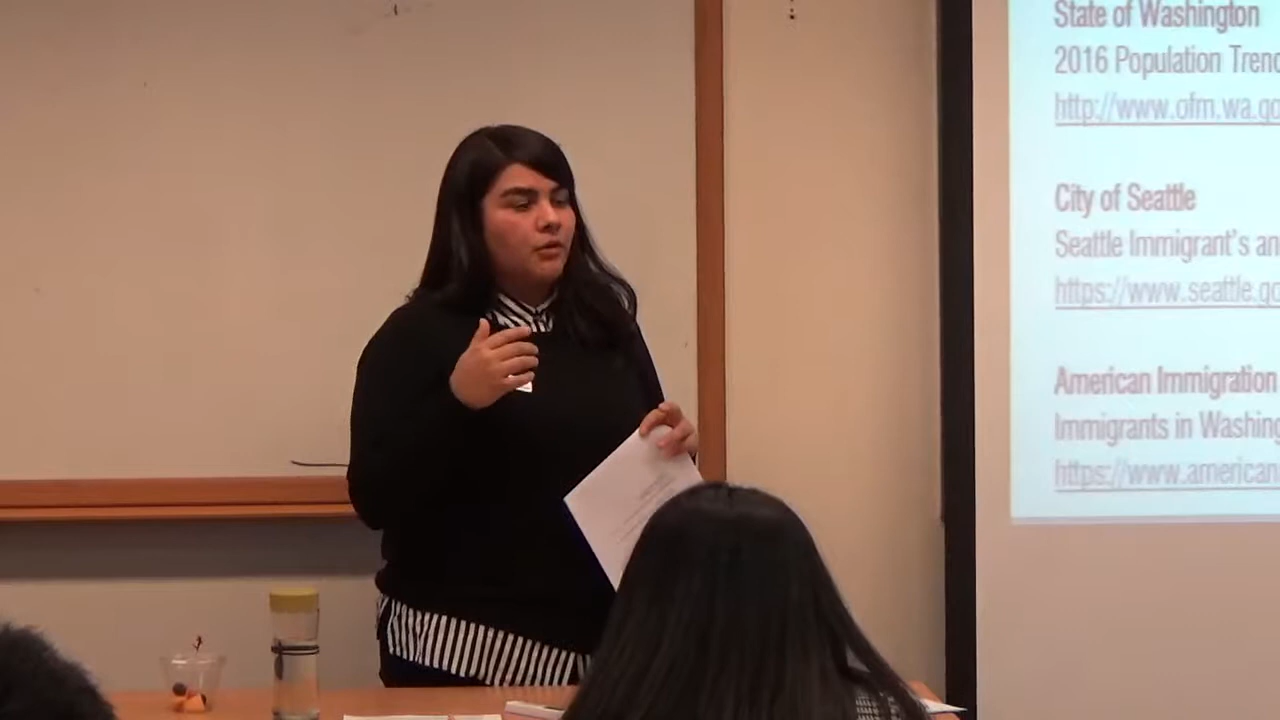 State of Washington
2016 Population Trend
http://www.ofm.wa.go
City of Seattle
Seattle Immigrant's an
https://www.seattle.go
American Immigration
Immigrants in Washing
https://www.american